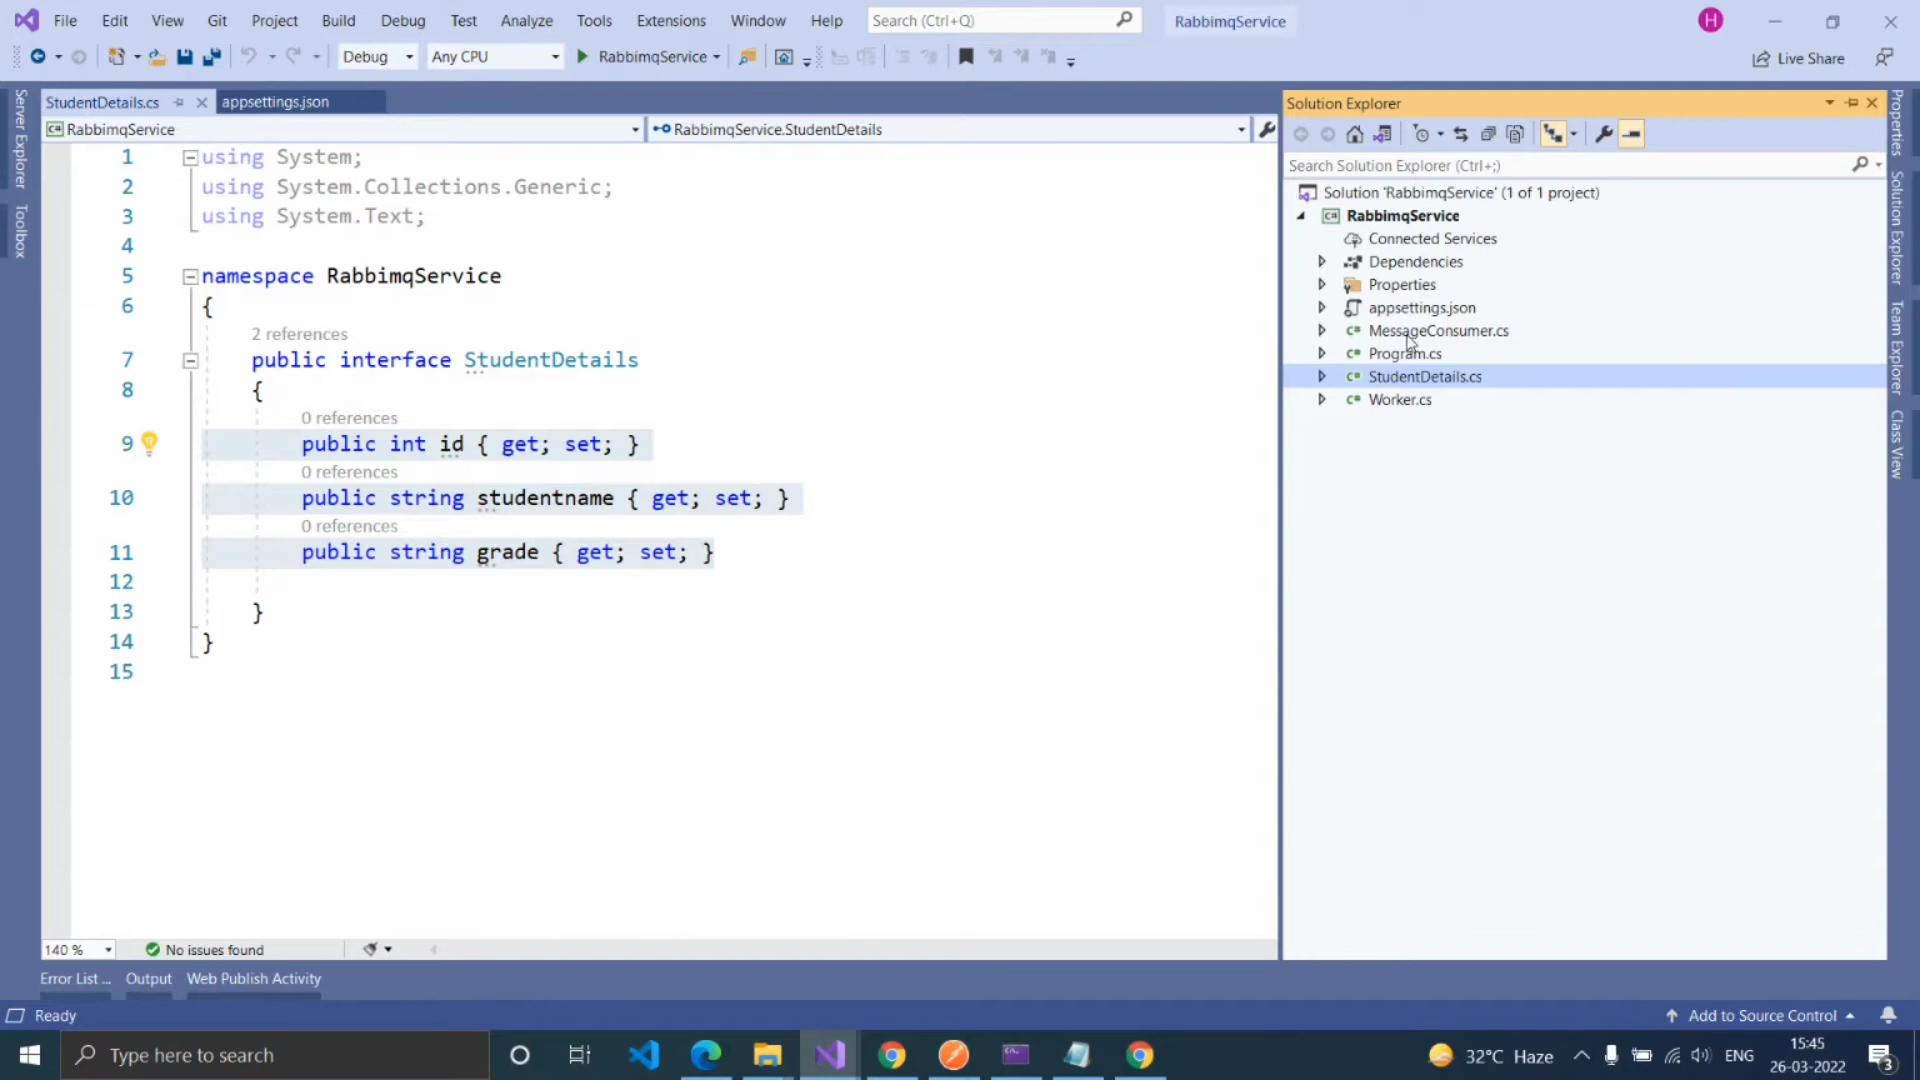 File Edit View Git Project Build Debug Test Analyze Tools Extensions Window Help Search (Ctrl+Q) RabbimqService H
Debug Any CPU RabbimqService Live Share
StudentDetails.cs appsettings.json
RabbimqService RabbimqService.StudentDetails
1 using System;
2 using System.Collections.Generic;
3 using System.Text;
4
5 namespace RabbimqService
6 {
2 references
7 public interface StudentDetails
8 {
0 references
9 public int id { get; set; }
0 references
10 public string studentname { get; set; }
0 references
11 public string grade { get; set; }
12
13 }
14 }
15
140 % No issues found
Error List ... Output Web Publish Activity
Server Explorer
Toolbox
Solution Explorer
Search Solution Explorer (Ctrl+;)
Solution 'RabbimqService' (1 of 1 project)
RabbimqService
Connected Services
Dependencies
Properties
appsettings.json
MessageConsumer.cs
Program.cs
StudentDetails.cs
Worker.cs
Properties
Solution Explorer
Team Explorer
Class View
Ready Add to Source Control
Type here to search 32°C Haze ENG 15:45
26-03-2022 3